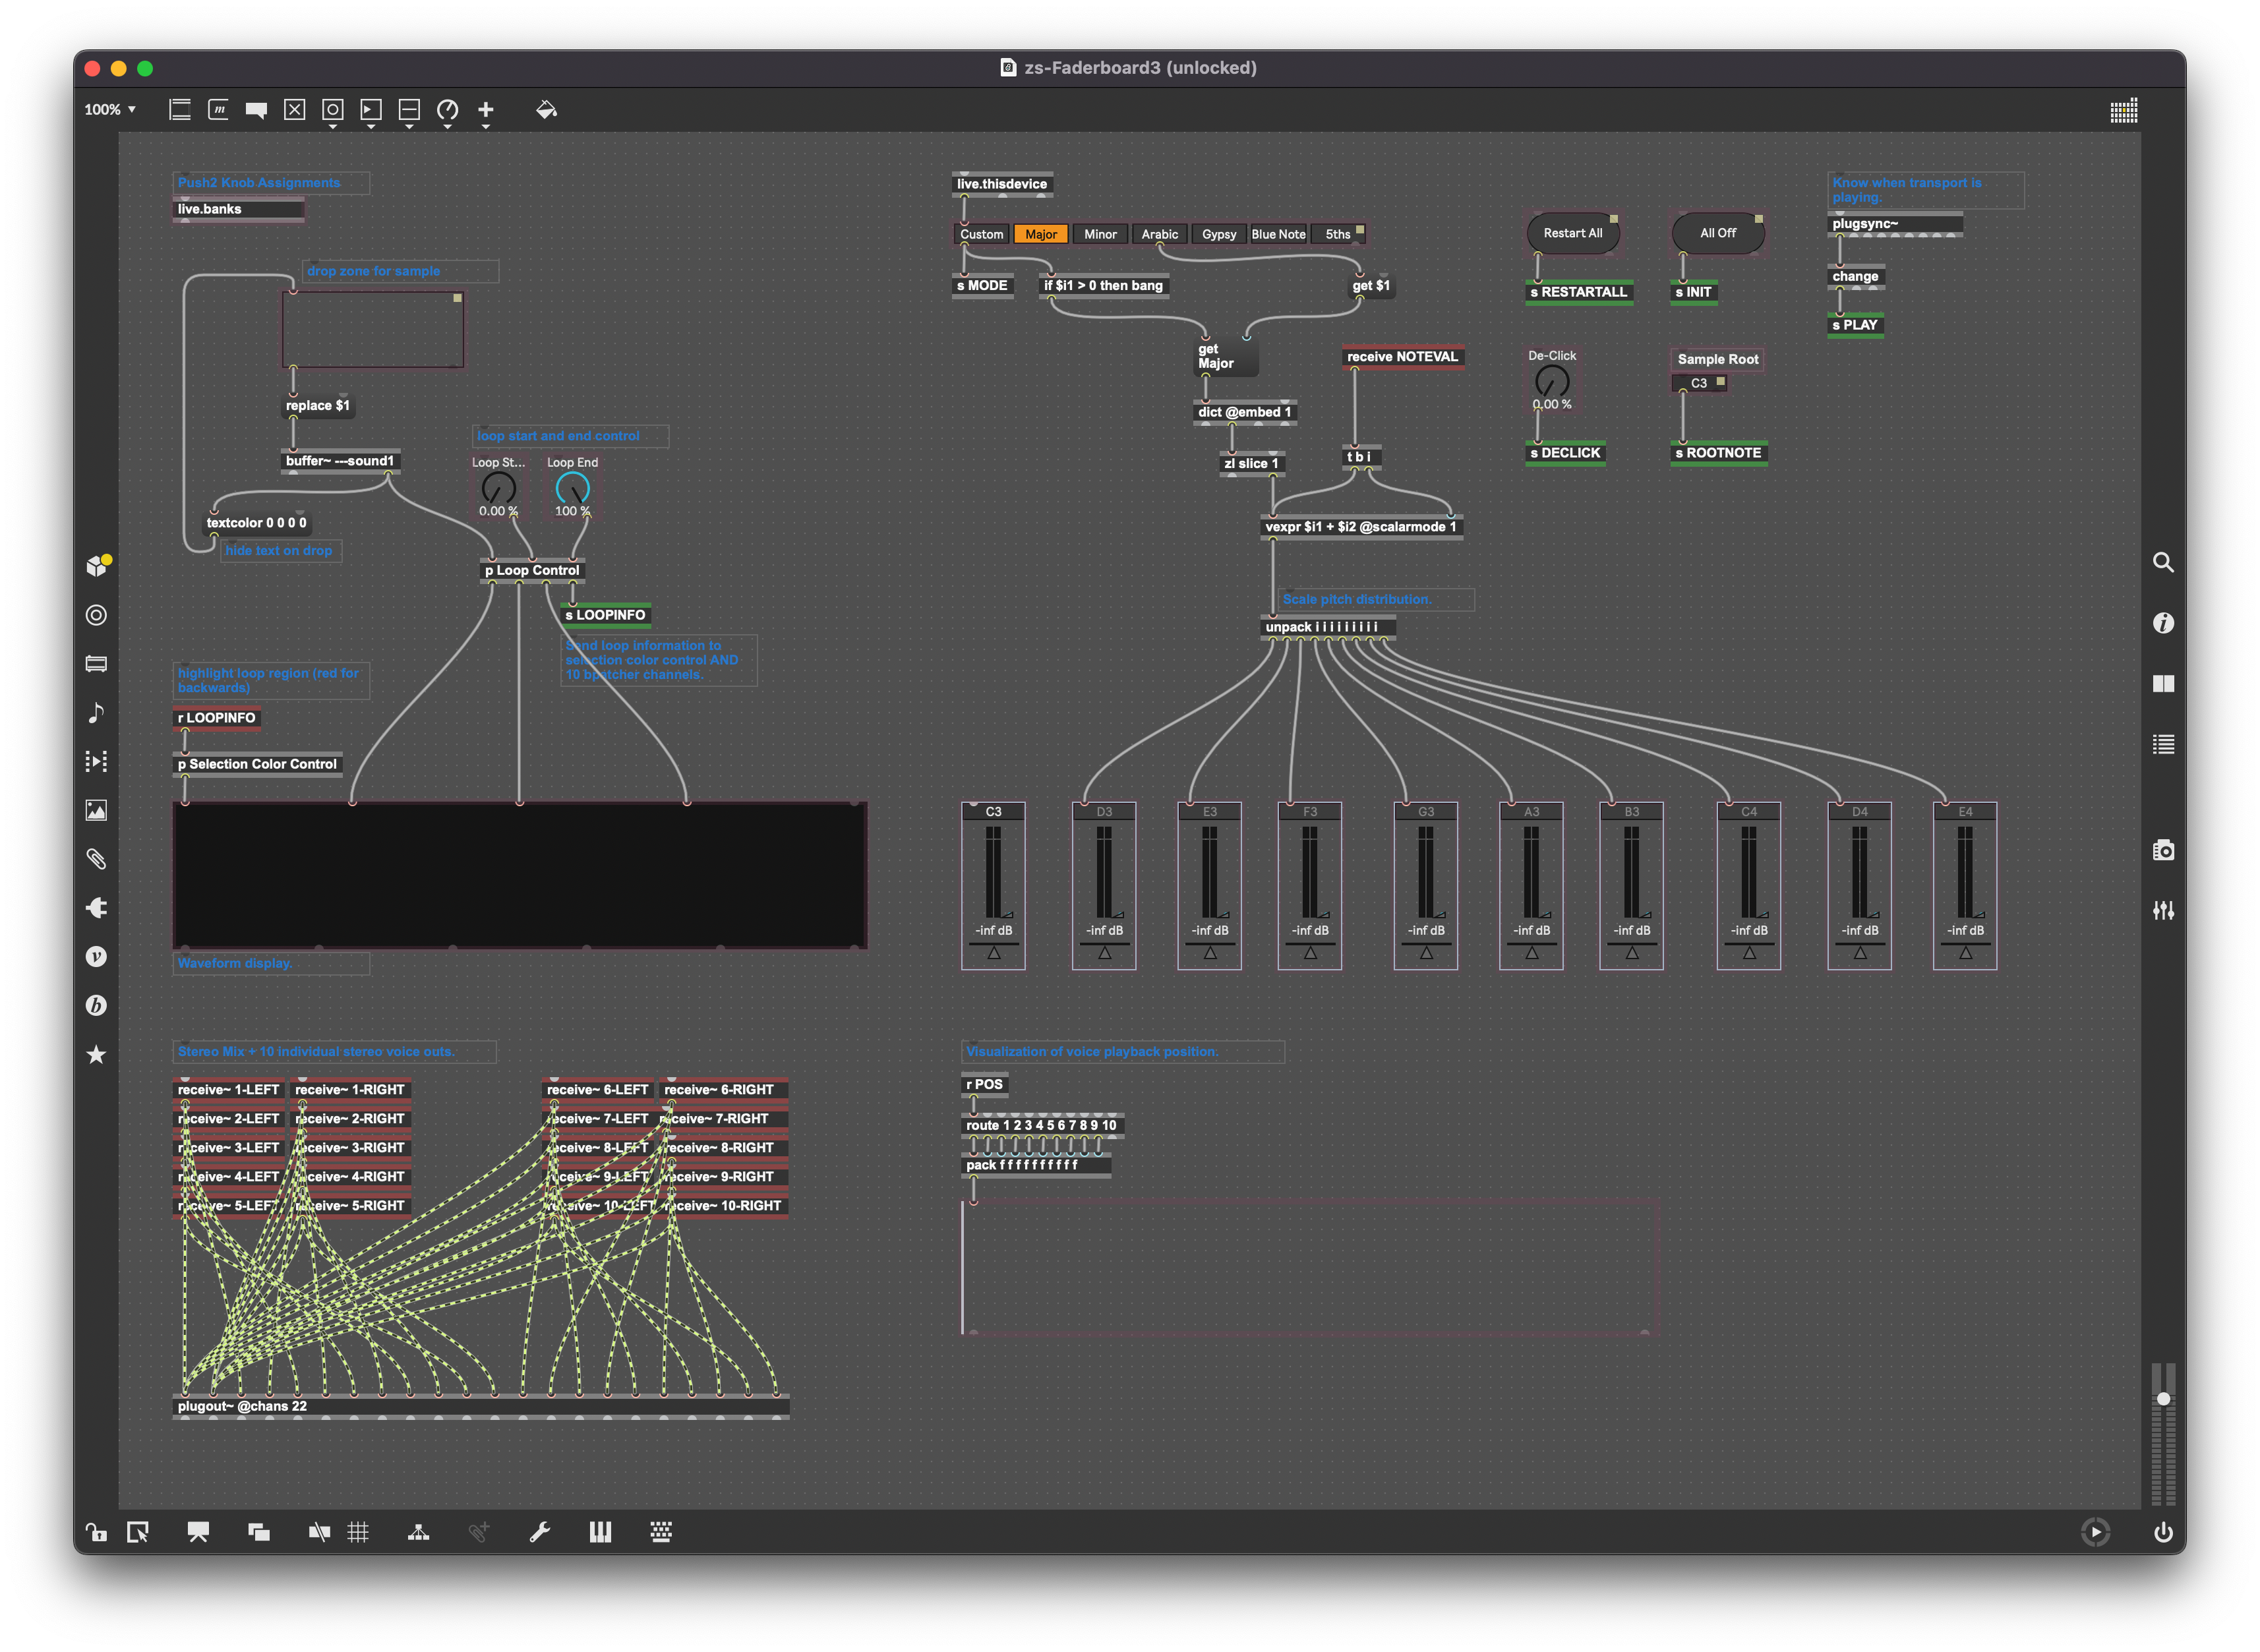 zs-Faderboard3 (unlocked)
100%
Push2 Knob Assignments
live.banks
drop zone for sample
replace $1
buffer~ ---sound1
textcolor 0 0 0 0
hide text on drop
loop start and end control
Loop St... Loop End
0.00 % 100 %
p Loop Control
s LOOPINFO
Send loop information to
selection color control AND
10 bpatcher channels.
highlight loop region (red for
backwards)
r LOOPINFO
p Selection Color Control
Waveform display.
live.thisdevice
Custom Major Minor Arabic Gypsy Blue Note 5ths
s MODE
if $i1 > 0 then bang
get $1
get
Major
receive NOTEVAL
dict @embed 1
zl slice 1
t b i
vexpr $i1 + $i2 @scalarmode 1
Scale pitch distribution.
unpack i i i i i i i i i
Restart All
s RESTARTALL
All Off
s INIT
De-Click
0.00 %
s DECLICK
Sample Root
C3
s ROOTNOTE
Know when transport is
playing.
plugsync~
change
s PLAY
C3 D3 E3 F3 G3 A3 B3 C4 D4 E4
-inf dB -inf dB -inf dB -inf dB -inf dB -inf dB -inf dB -inf dB -inf dB -inf dB
Stereo Mix + 10 individual stereo voice outs.
receive~ 1-LEFT receive~ 1-RIGHT receive~ 6-LEFT receive~ 6-RIGHT
receive~ 2-LEFT receive~ 2-RIGHT receive~ 7-LEFT receive~ 7-RIGHT
receive~ 3-LEFT receive~ 3-RIGHT receive~ 8-LEFT receive~ 8-RIGHT
receive~ 4-LEFT receive~ 4-RIGHT receive~ 9-LEFT receive~ 9-RIGHT
receive~ 5-LEFT receive~ 5-RIGHT receive~ 10-LEFT receive~ 10-RIGHT
plugout~ @chans 22
Visualization of voice playback position.
r POS
route 1 2 3 4 5 6 7 8 9 10
pack f f f f f f f f f f